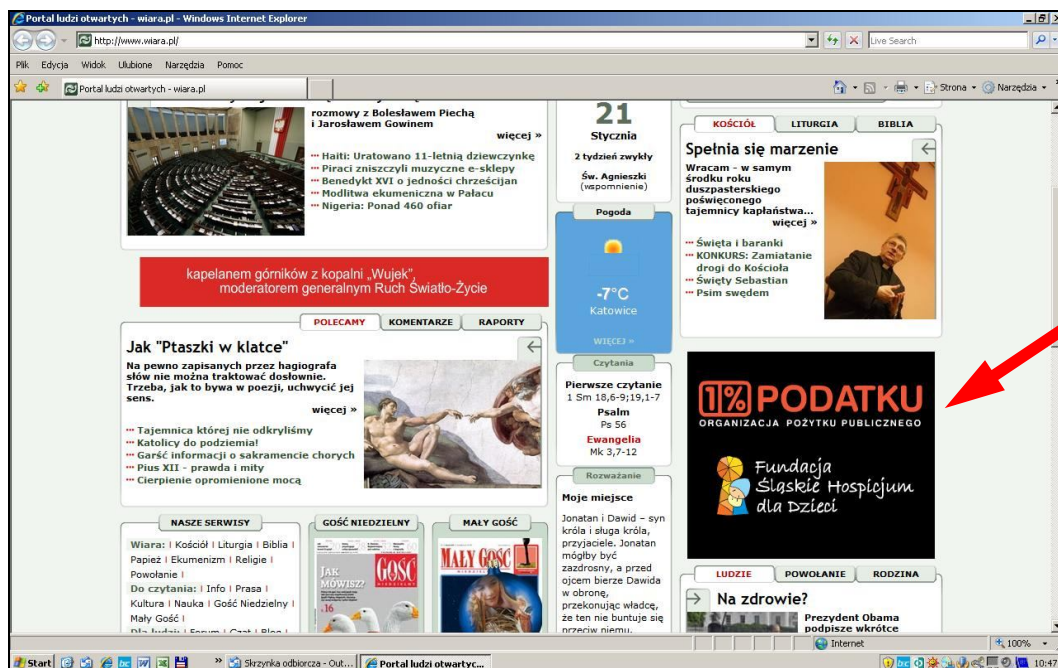 Portal ludzi otwartych - wiara.pl - Windows Internet Explorer
http://www.wiara.pl/
Live Search
Plik Edycja Widok Ulubione Narzędzia Pomoc
Portal ludzi otwartych - wiara.pl
Strona
Narzędzia
rozmowy z Bolesławem Piechą
i Jarosławem Gowinem
więcej »
Haiti: Uratowano 11-letnią dziewczynkę
Piraci zniszczyli muzyczne e-sklepy
Benedykt XVI o jedności chrześcijan
Modlitwa ekumeniczna w Pałacu
Nigeria: Ponad 460 ofiar
kapelanem górników z kopalni „Wujek”,
moderatorem generalnym Ruch Światło-Życie
POLECAMY KOMENTARZE RAPORTY
Jak "Ptaszki w klatce"
Na pewno zapisanych przez hagiografa
słów nie można traktować dosłownie.
Trzeba, jak to bywa w poezji, uchwycić jej
sens.
więcej »
Tajemnica której nie odkryliśmy
Katolicy do podziemia!
Garść informacji o sakramencie chorych
Pius XII - prawda i mity
Cierpienie opromienione mocą
NASZE SERWISY
Wiara: | Kościół | Liturgia | Biblia |
Papież | Ekumenizm | Religie |
Powołanie |
Do czytania: | Info | Prasa |
Kultura | Nauka | Gość Niedzielny |
Mały Gość |
Dla ludzi: | Forum | Czat | Blog |
GOŚĆ NIEDZIELNY
JAK
MÓWISZ?
GOŚĆ
s.16
MAŁY GOŚĆ
MAŁY GOŚĆ
21
Stycznia
2 tydzień zwykły
Św. Agnieszki
(wspomnienie)
Pogoda
-7°C
Katowice
WIĘCEJ »
Czytania
Pierwsze czytanie
1 Sm 18,6-9;19,1-7
Psalm
Ps 56
Ewangelia
Mk 3,7-12
Rozważanie
Moje miejsce
Jonatan i Dawid – syn
króla i sługa króla,
przyjaciele. Jonatan
mógłby być
zazdrosny, a przed
ojcem bierze Dawida
w obronę,
przekonując władcę,
że ten nie buntuje się
przeciw niemu.
KOŚCIÓŁ LITURGIA BIBLIA
Spełnia się marzenie
Wracam - w samym
środku roku
duszpasterskiego
poświęconego
tajemnicy kapłaństwa...
więcej »
Święta i baranki
KONKURS: Zamiatanie
drogi do Kościoła
Święty Sebastian
Psim swędem
1% PODATKU
ORGANIZACJA POŻYTKU PUBLICZNEGO
Fundacja
Śląskie Hospicjum
dla Dzieci
LUDZIE POWOŁANIE RODZINA
Na zdrowie?
Prezydent Obama
podpisze wkrótce
Internet
100%
Start
Skrzynka odbiorcza - Out...
Portal ludzi otwartyc...
10:47